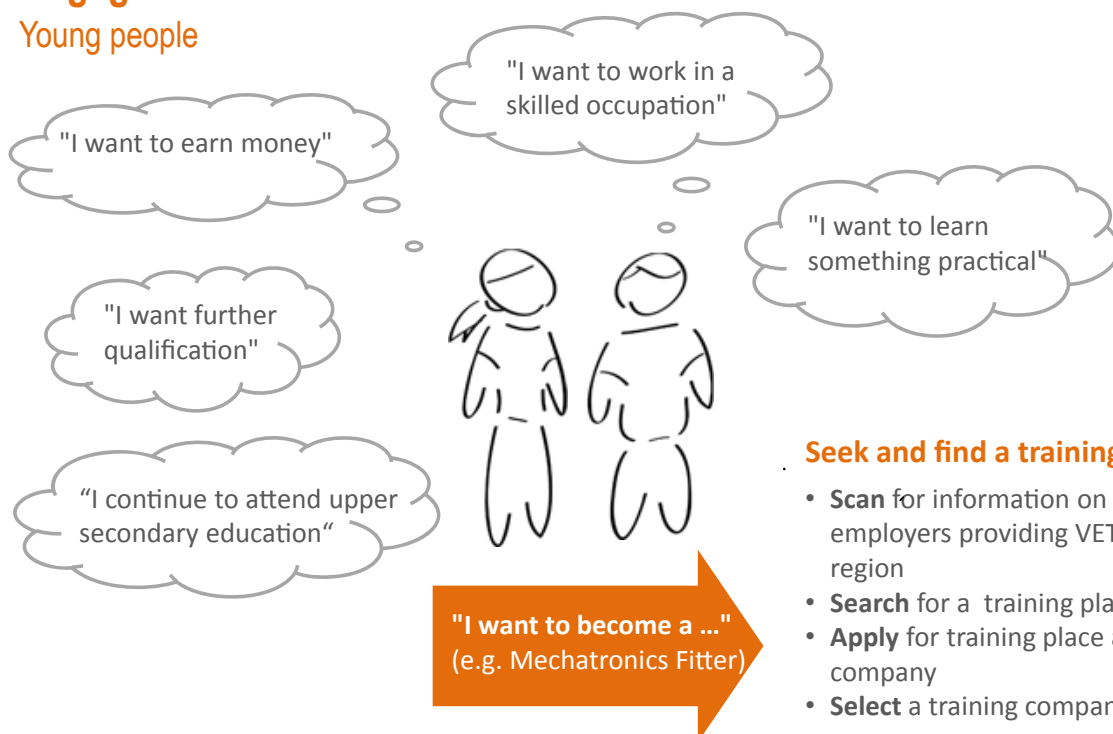 Young people
"I want to work in a
skilled occupation"
"I want to earn money"
"I want to learn
something practical"
"I want further
qualification"
“I continue to attend upper
secondary education“
"I want to become a …"
(e.g. Mechatronics Fitter)
Seek and find a training
• Scan for information on
employers providing VET
region
• Search for a training
• Apply for training place
company
• Select a training